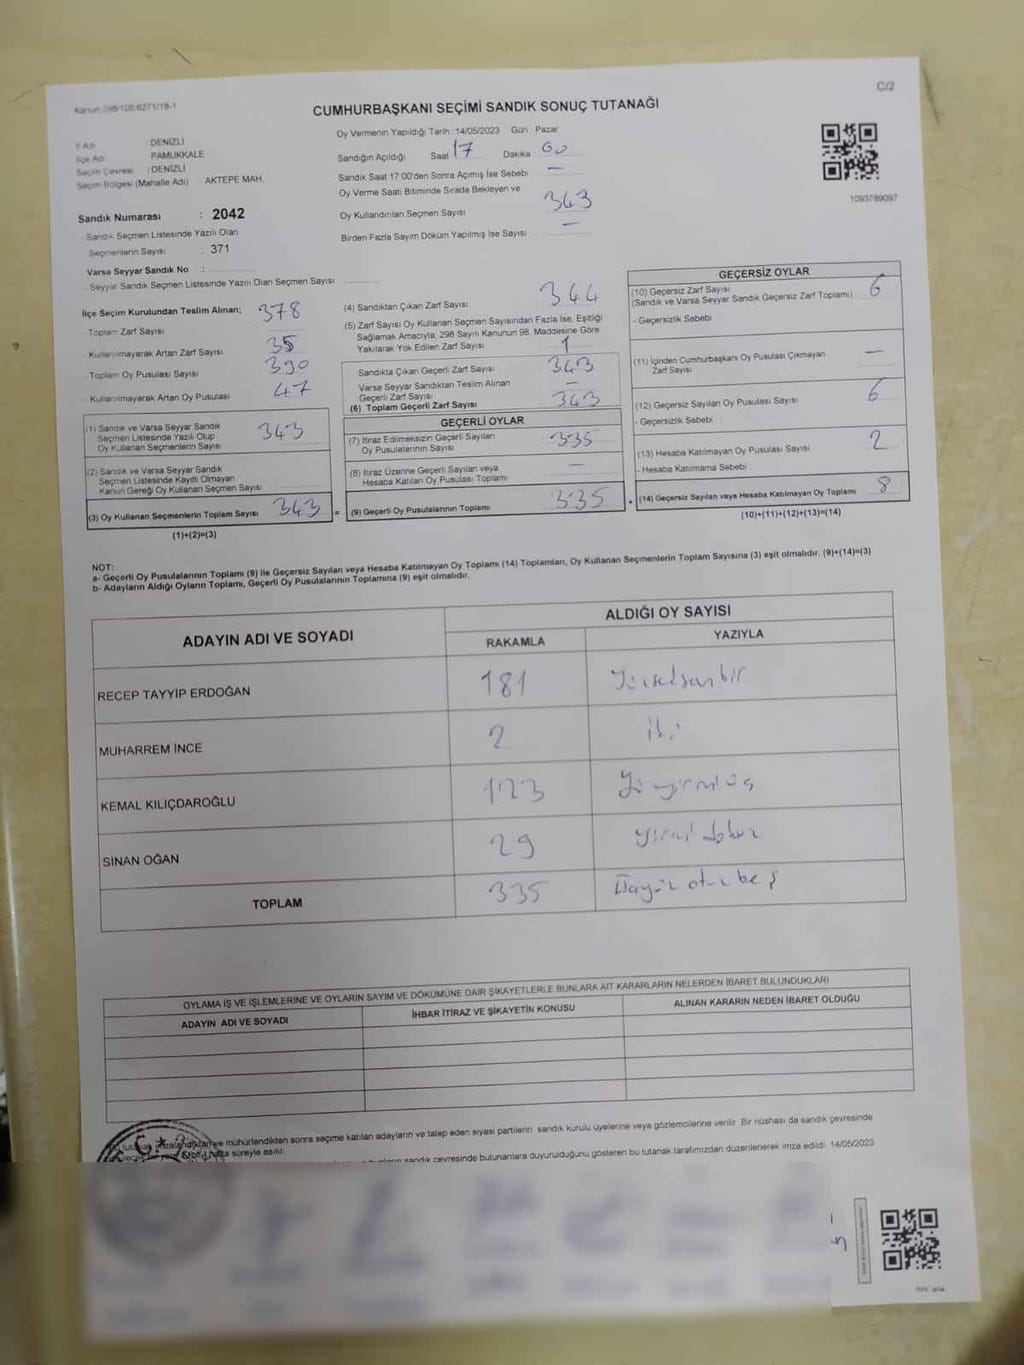 Kanun 298/105.6271/18-1
C/2
CUMHURBAŞKANI SEÇİMİ SANDIK SONUÇ TUTANAĞI
İl Adı DENİZLİ
İlçe Adı PAMUKKALE
Seçim Çevresi : DENİZLİ
Seçim Bölgesi (Mahalle Adı) AKTEPE MAH.
Sandık Numarası : 2042
Sandık Seçmen Listesinde Yazılı Olan
Seçmenlerin Sayısı : 371
Varsa Seyyar Sandık No :
- Seyyar Sandık Seçmen Listesinde Yazılı Olan Seçmen Sayısı
Oy Vermenin Yapıldığı Tarih :14/05/2023 Gün : Pazar
Sandığın Açıldığı Saat 17 Dakika
Sandık Saat 17:00'den Sonra Açımış İse Sebebi —
Oy Verme Saati Bitiminde Sırada Bekleyen ve
Oy Kullandırılan Seçmen Sayısı 343
Birden Fazla Sayım Döküm Yapılmış İse Sayısı —
1093789097
İlçe Seçim Kurulundan Teslim Alınan; 378
- Toplam Zarf Sayısı
- Kullanılmayarak Artan Zarf Sayısı 35
- Toplam Oy Pusulası Sayısı 390
- Kullanılmayarak Artan Oy Pusulası 47
(1) Sandık ve Varsa Seyyar Sandık
Seçmen Listesinde Yazılı Olup
Oy Kullanan Seçmenlerin Sayısı 343
(2) Sandık ve Varsa Seyyar Sandık
Seçmen Listesinde Kayıtlı Olmayan
Kanun Gereği Oy Kullanan Seçmen Sayısı
(3) Oy Kullanan Seçmenlerin Toplam Sayısı 343 =
(1)+(2)=(3)
(4) Sandıktan Çıkan Zarf Sayısı 344
(5) Zarf Sayısı Oy Kullanan Seçmen Sayısından Fazla İse, Eşitliği
Sağlamak Amacıyla, 298 Sayılı Kanunun 98. Maddesine Göre
Yakılarak Yok Edilen Zarf Sayısı 1
Sandıkta Çıkan Geçerli Zarf Sayısı 343
Varsa Seyyar Sandıktan Teslim Alınan
Geçerli Zarf Sayısı —
(6) Toplam Geçerli Zarf Sayısı 343
GEÇERLİ OYLAR
(7) İtiraz Edilmeksizin Geçerli Sayılan
Oy Pusulasının Sayısı 335
(8) İtiraz Üzerine Geçerli Sayılan veya
Hesaba Katılan Oy Pusulası Toplamı —
(9) Geçerli Oy Pusulalarının Toplamı 335 +
GEÇERSİZ OYLAR
(10) Geçersiz Zarf Sayısı 6
(Sandık ve Varsa Seyyar Sandık Geçersiz Zarf Toplamı)
- Geçersizlik Sebebi :
(11) İçinden Cumhurbaşkanı Oy Pusulası Çıkmayan
Zarf Sayısı —
(12) Geçersiz Sayılan Oy Pusulası Sayısı 6
- Geçersizlik Sebebi :
(13) Hesaba Katılmayan Oy Pusulası Sayısı 2
- Hesaba Katılmama Sebebi :
(14) Geçersiz Sayılan veya Hesaba Katılmayan Oy Toplamı 8
(10)+(11)+(12)+(13)=(14)
NOT:
a- Geçerli Oy Pusulalarının Toplamı (9) ile Geçersiz Sayılan veya Hesaba Katılmayan Oy Toplamı (14) Toplamları, Oy Kullanan Seçmenlerin Toplam Sayısına (3) eşit olmalıdır. (9)+(14)=(3)
b- Adayların Aldığı Oyların Toplamı, Geçerli Oy Pusulalarının Toplamına (9) eşit olmalıdır.
ADAYIN ADI VE SOYADI
ALDIĞI OY SAYISI
RAKAMLA YAZIYLA
RECEP TAYYİP ERDOĞAN 181 Yüzseksenbir
MUHARREM İNCE 2 iki
KEMAL KILIÇDAROĞLU 123 Yüzyirmiüç
SİNAN OĞAN 29 yirmi dokuz
TOPLAM 335 Üçyüz otuz beş
OYLAMA İŞ VE İŞLEMLERİNE VE OYLARIN SAYIM VE DÖKÜMÜNE DAİR ŞİKAYETLERLE BUNLARA AİT KARARLARIN NELERDEN İBARET BULUNDUKLARI
ADAYIN ADI VE SOYADI İHBAR İTİRAZ VE ŞİKAYETİN KONUSU ALINAN KARARIN NEDEN İBARET OLDUĞU
ve mühürlendikten sonra seçime katılan adayların ve talep eden siyasi partilerin sandık kurulu üyelerine veya gözlemcilerine verilir. Bir nüshası da sandık çevresinde
hafta süreyle asılır.
sandık çevresinde bulunanlara duyurulduğunu gösteren bu tutanak tarafımızdan düzenlenerek imza edildi. 14/05/2023